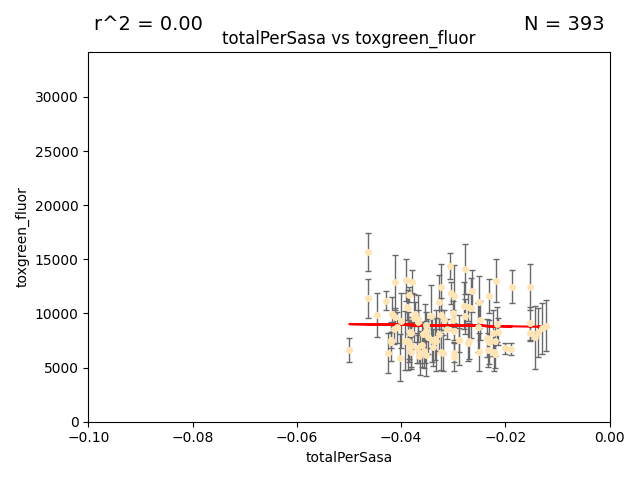 r^2 = 0.00
N = 393
totalPerSasa vs toxgreen_fluor
30000
25000
20000
15000
10000
5000
0
toxgreen_fluor
−0.10
−0.08
−0.06
−0.04
−0.02
0.00
totalPerSasa